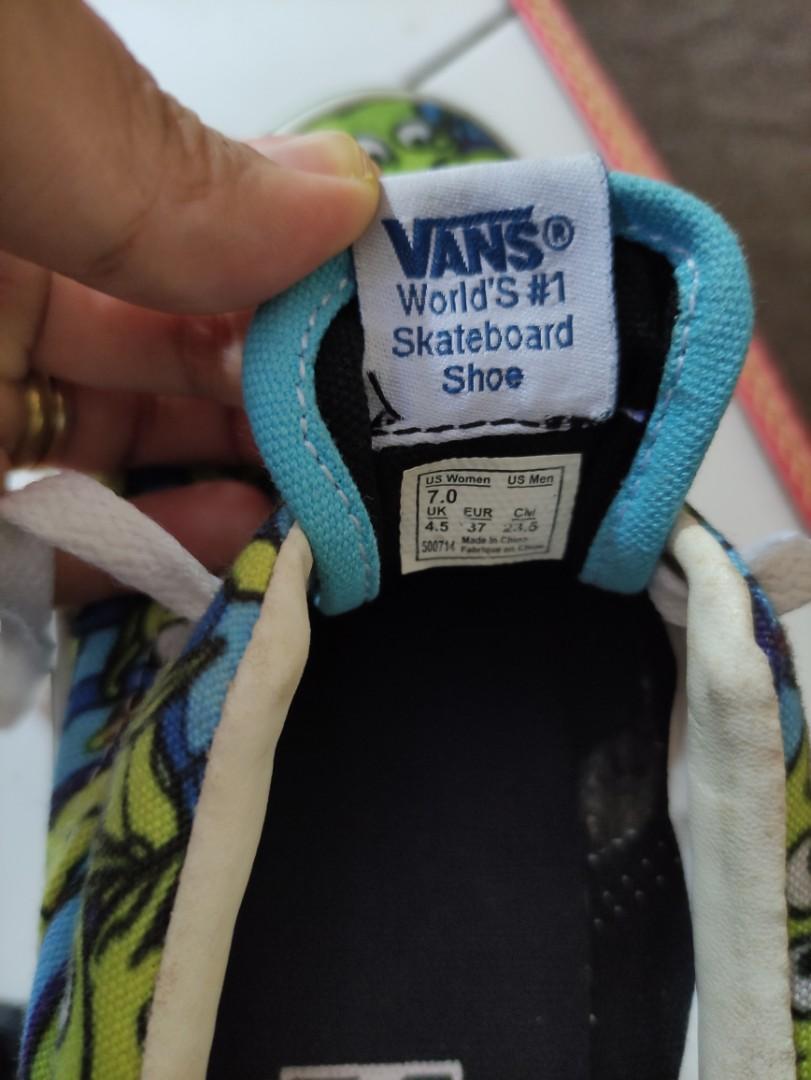 VANS®
World'S #1
Skateboard
Shoe
US Women US Men
7.0
UK EUR CM
4.5 37 23.5
500714 Made in China
Fabrique en Chine